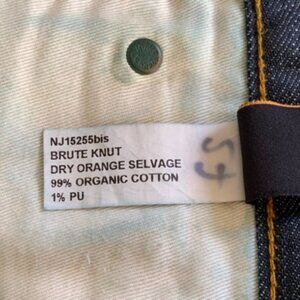 NJ15255bis
BRUTE KNUT
DRY ORANGE SELVAGE
99% ORGANIC COTTON
1% PU